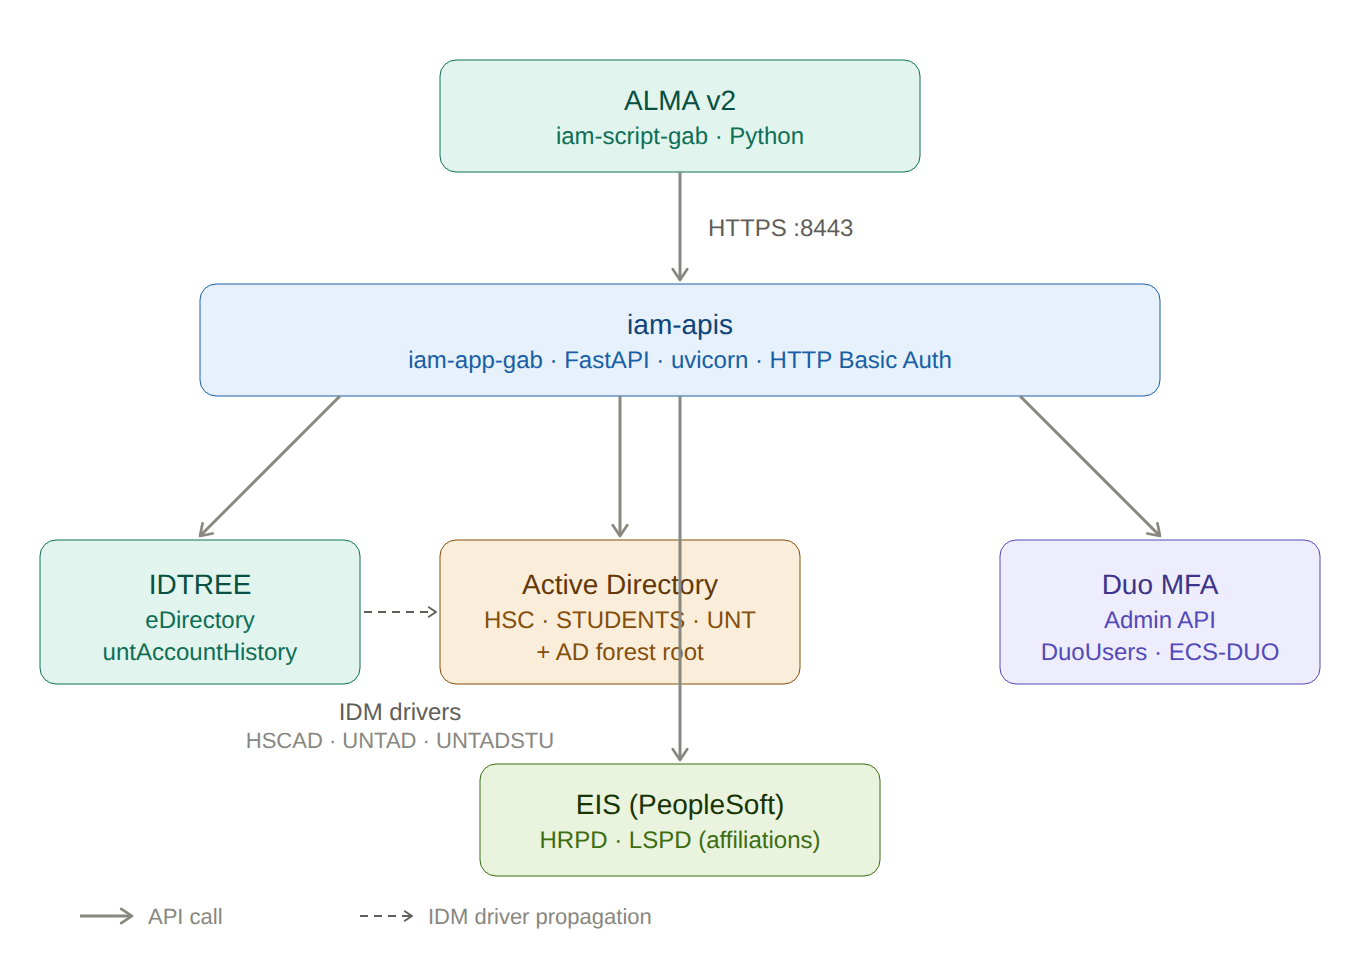 ALMA v2
iam-script-gab · Python
HTTPS :8443
iam-apis
iam-app-gab · FastAPI · uvicorn · HTTP Basic Auth
IDTREE
eDirectory
untAccountHistory
Active Directory
HSC · STUDENTS · UNT
+ AD forest root
Duo MFA
Admin API
DuoUsers · ECS-DUO
IDM drivers
HSCAD · UNTAD · UNTADSTU
EIS (PeopleSoft)
HRPD · LSPD (affiliations)
API call
IDM driver propagation